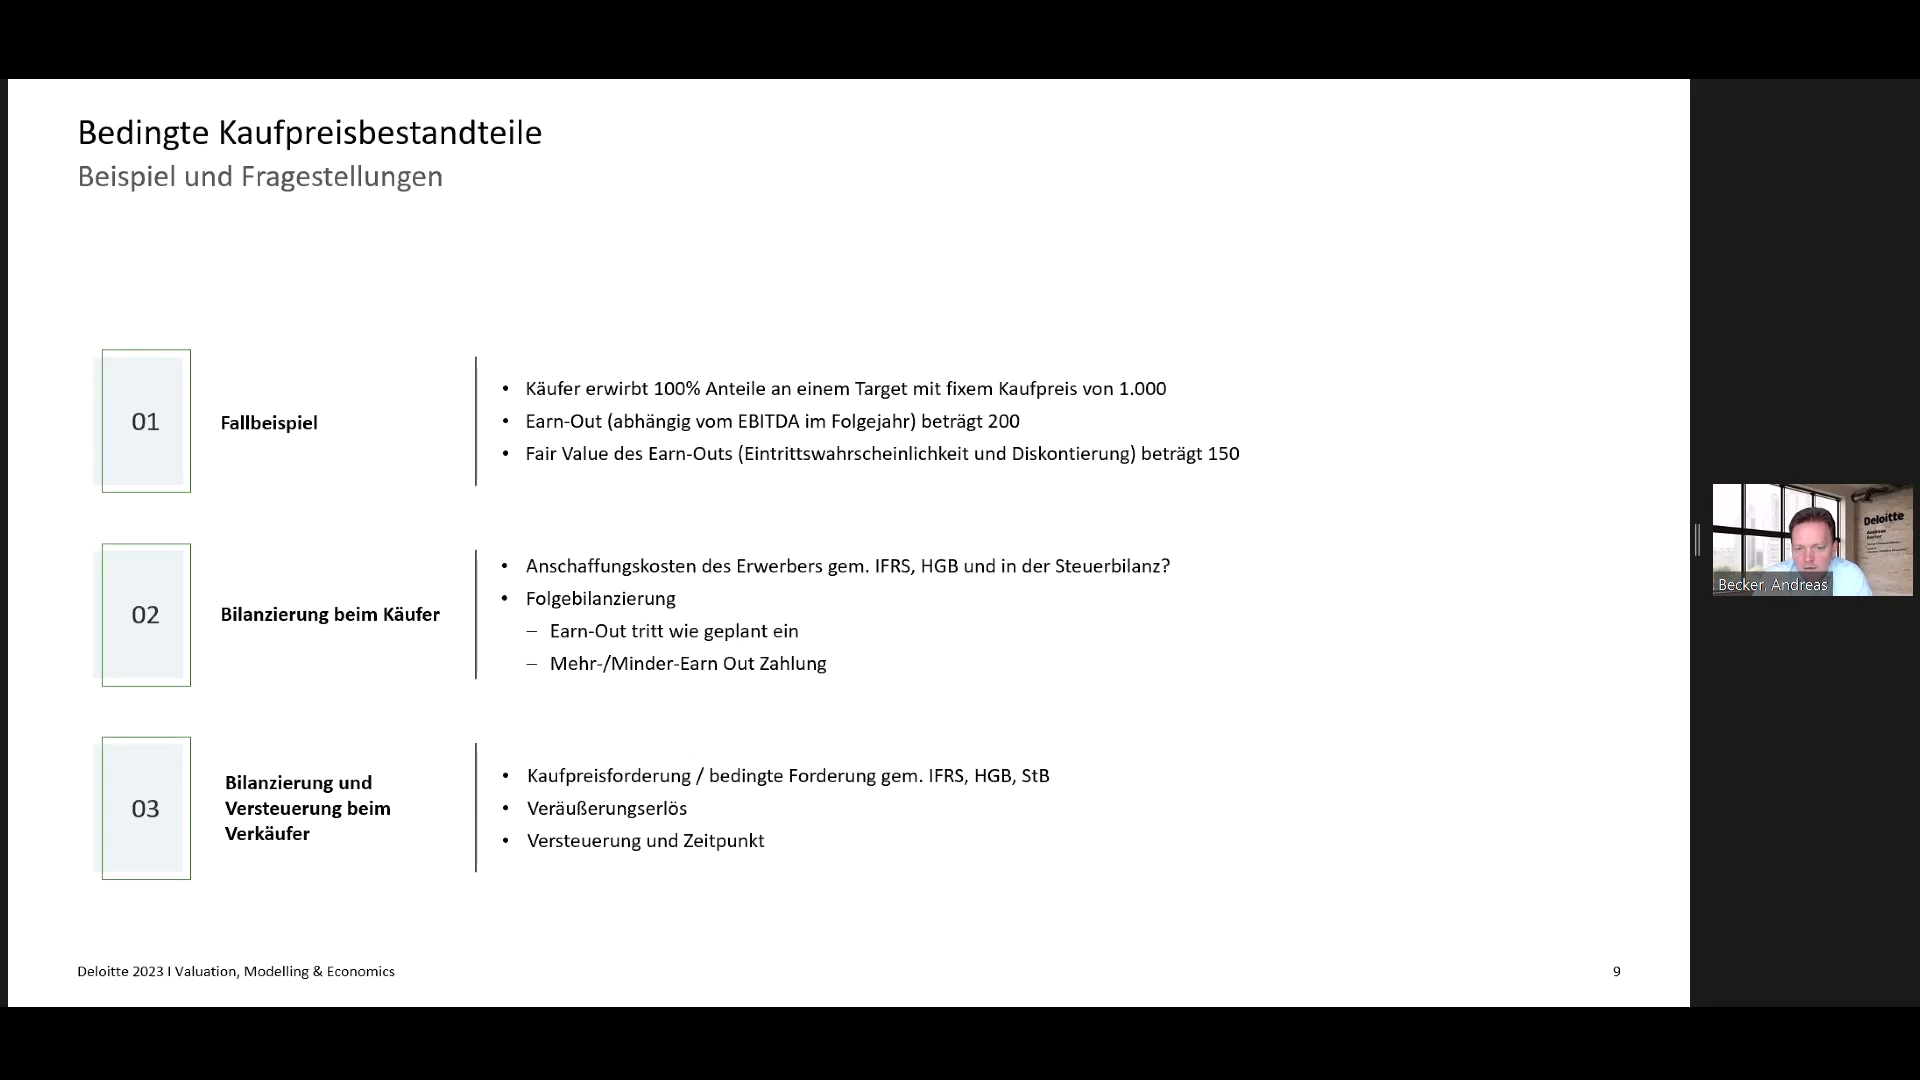 Bedingte Kaufpreisbestandteile
Beispiel und Fragestellungen
01
Fallbeispiel
• Käufer erwirbt 100% Anteile an einem Target mit fixem Kaufpreis von 1.000
• Earn-Out (abhängig vom EBITDA im Folgejahr) beträgt 200
• Fair Value des Earn-Outs (Eintrittswahrscheinlichkeit und Diskontierung) beträgt 150
02
Bilanzierung beim Käufer
• Anschaffungskosten des Erwerbers gem. IFRS, HGB und in der Steuerbilanz?
• Folgebilanzierung
– Earn-Out tritt wie geplant ein
– Mehr-/Minder-Earn Out Zahlung
03
Bilanzierung und
Versteuerung beim
Verkäufer
• Kaufpreisforderung / bedingte Forderung gem. IFRS, HGB, StB
• Veräußerungserlös
• Versteuerung und Zeitpunkt
Deloitte 2023 I Valuation, Modelling & Economics
9
Deloitte
Andreas
Becker
Becker, Andreas